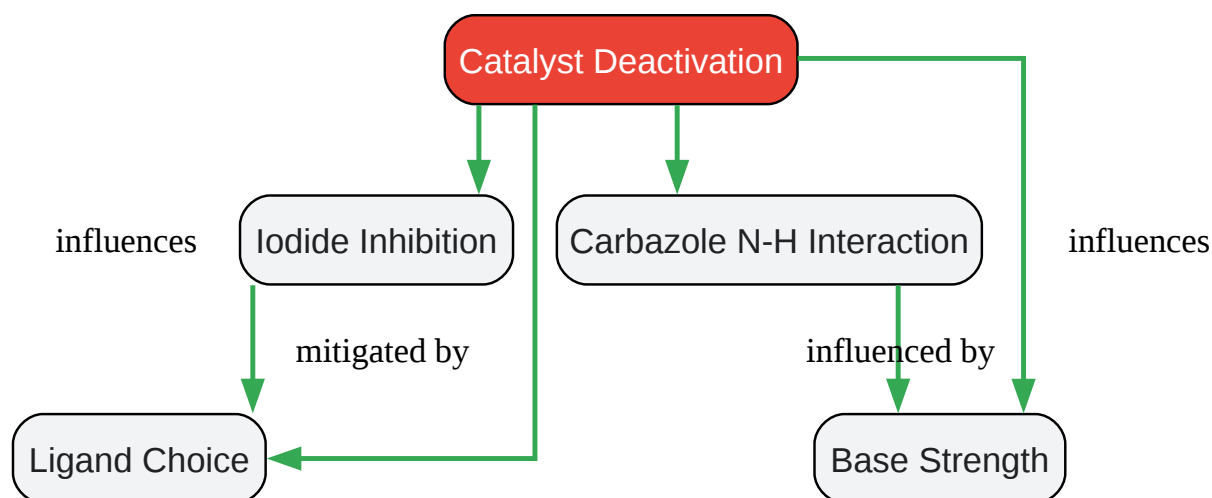 Catalyst Deactivation
influences
Iodide Inhibition
Carbazole N-H Interaction
influences
mitigated by
influenced by
Ligand Choice
Base Strength